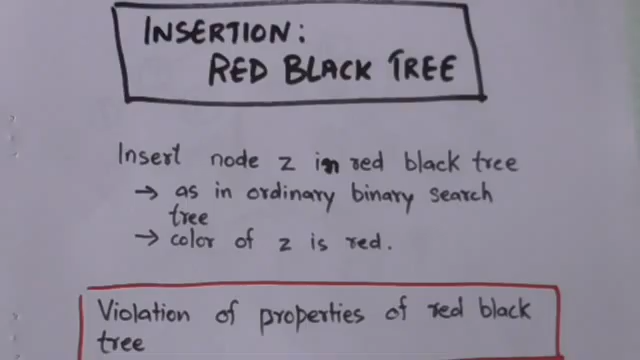 INSERTION:
RED BLACK TREE
Insert node z in red black tree
→ as in ordinary binary search
tree
→ color of z is red.
Violation of properties of red black
tree